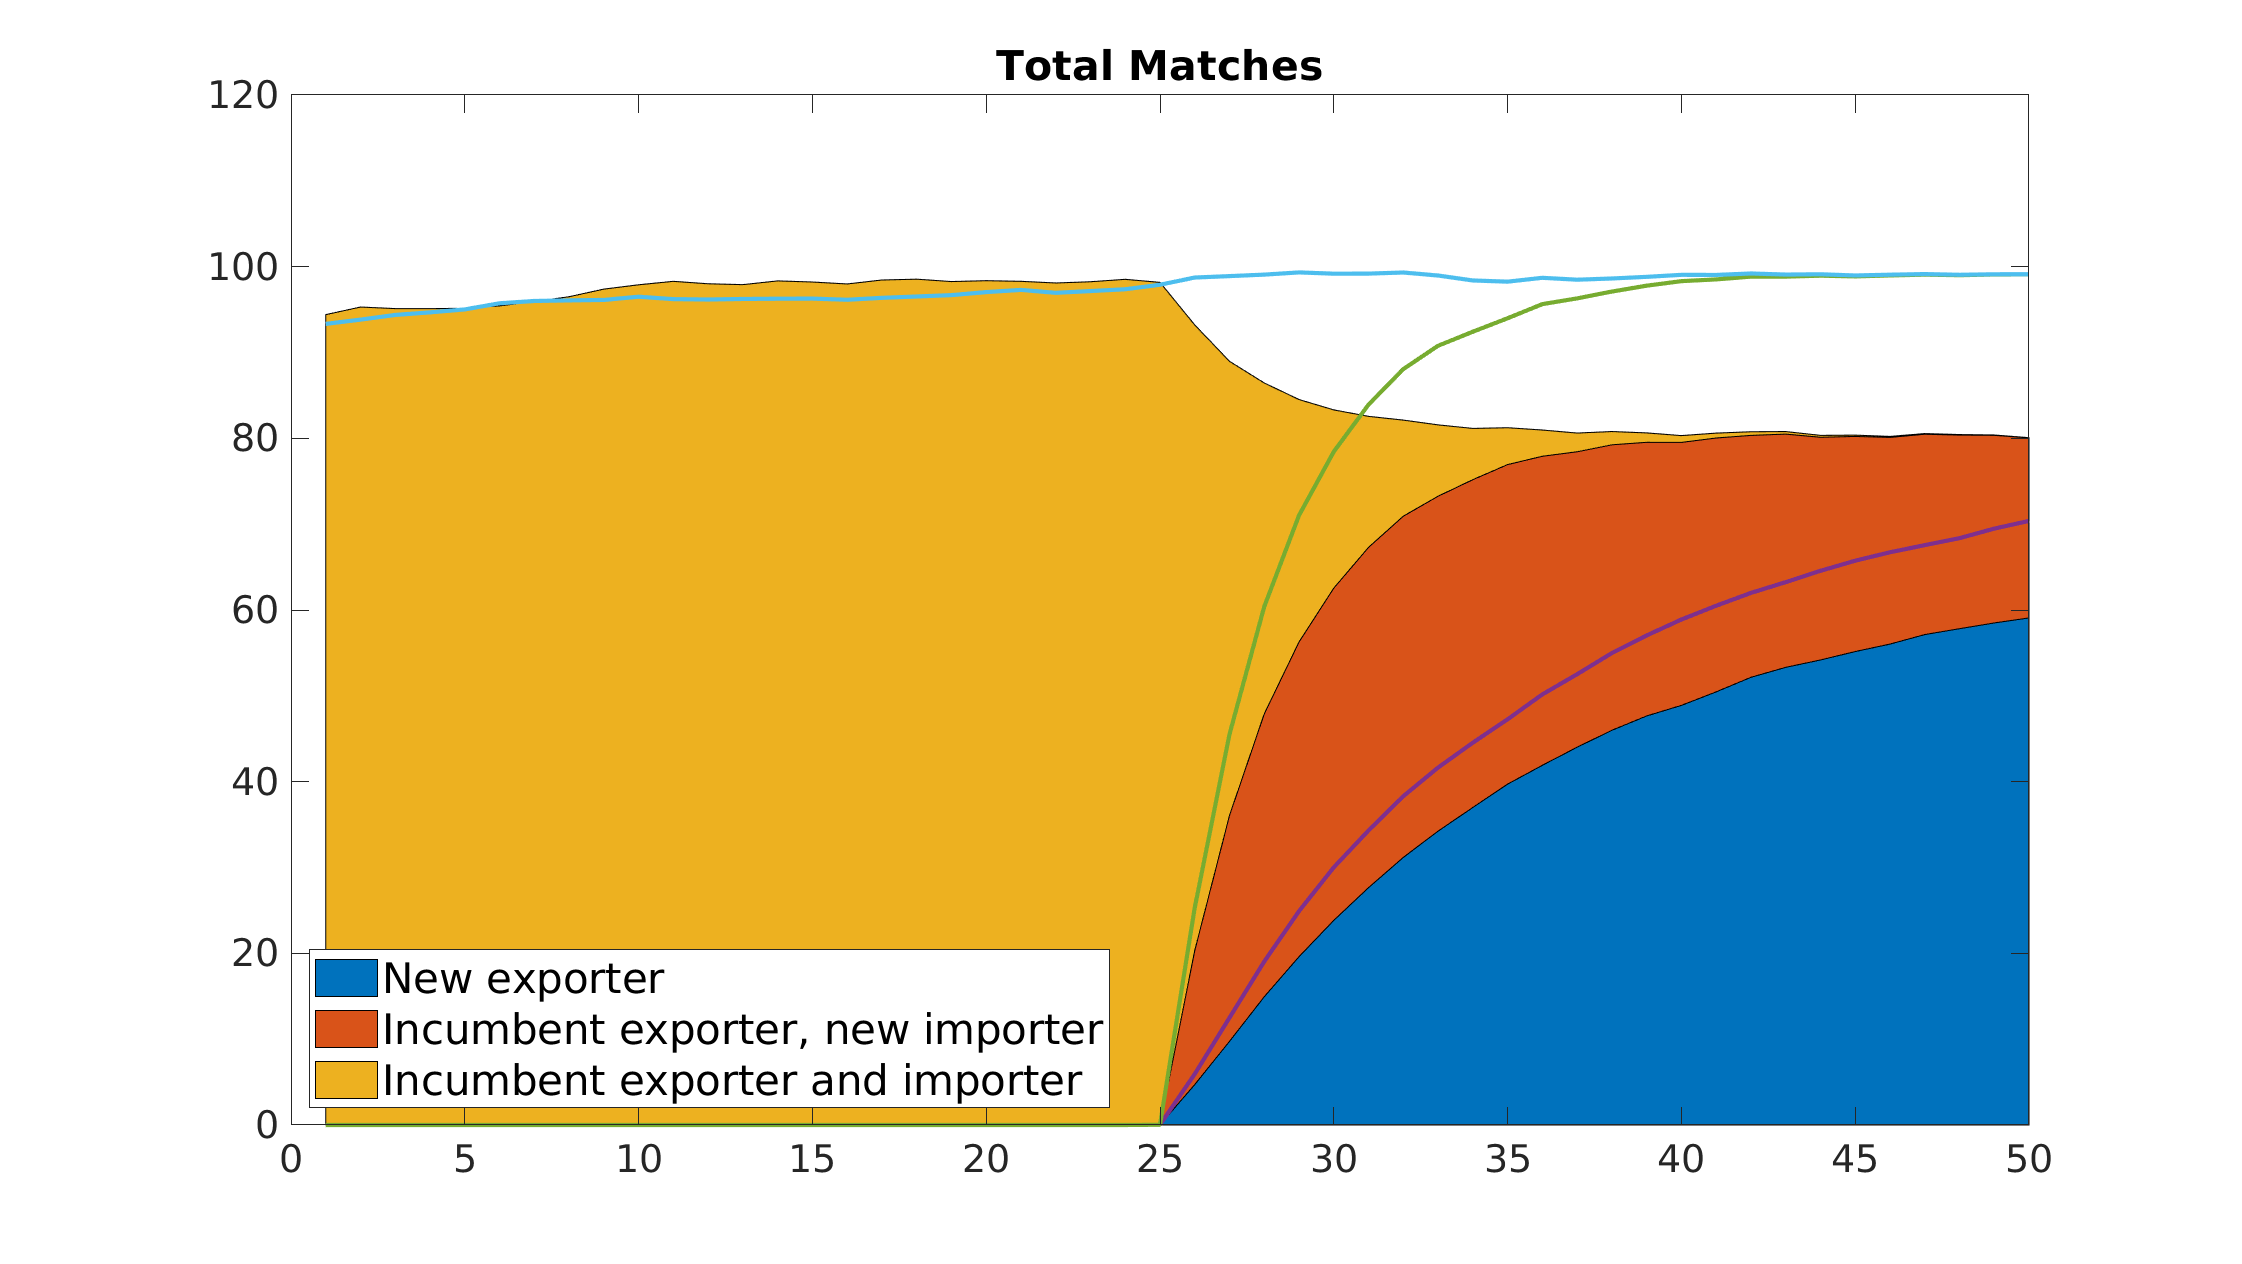 Total Matches
120
100
80
60
40
20
0
New exporter
Incumbent exporter, new importer
Incumbent exporter and importer
0 5 10 15 20 25 30 35 40 45 50